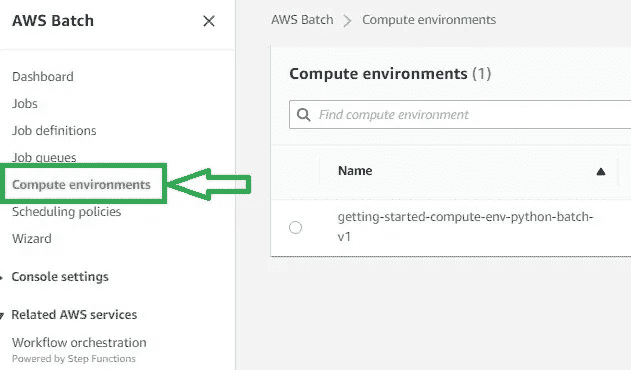 AWS Batch
Dashboard
Jobs
Job definitions
Job queues
Compute environments
Scheduling policies
Wizard
Console settings
Related AWS services
Workflow orchestration
Powered by Step Functions
AWS Batch > Compute environments
Compute environments (1)
Find compute environment
Name
getting-started-compute-env-python-batch-
v1